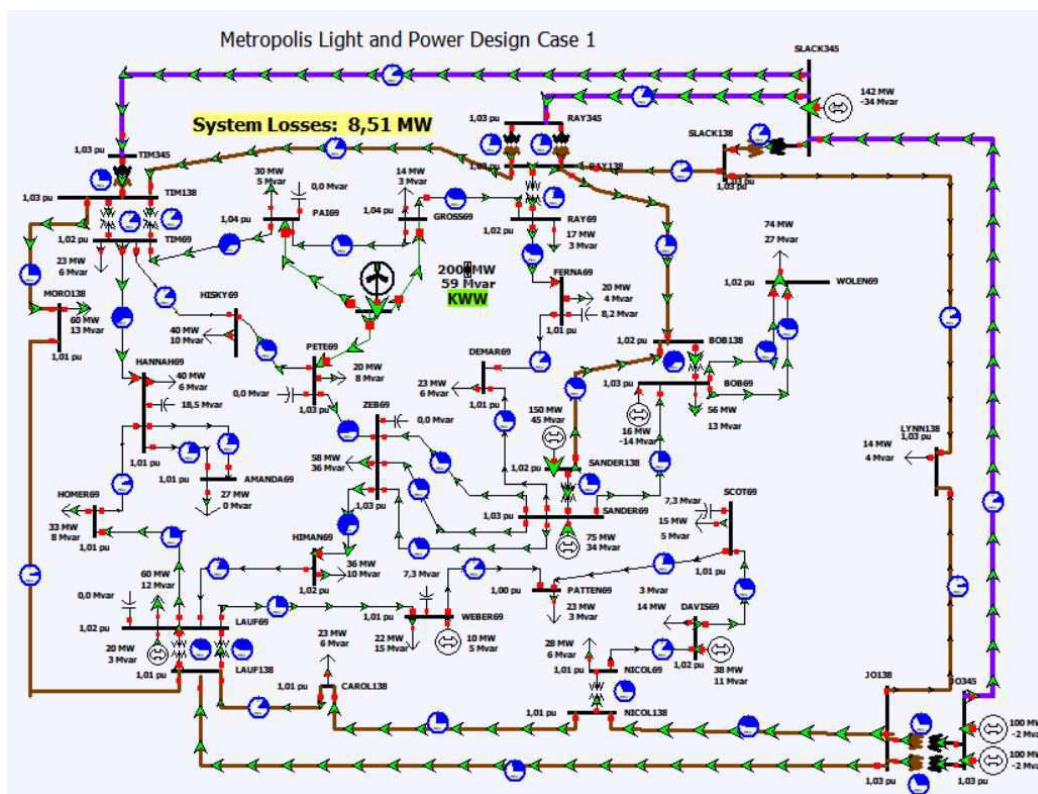 Metropolis Light and Power Design Case 1
SLACK345
142 MW
-34 Mvar
System Losses: 8,51 MW
1,03 pu
RAY345
SLACK138
1,03 pu
TIM345
1,03 pu
RAY138
1,03 pu
30 MW
5 Mvar
0,0 Mvar
14 MW
3 Mvar
1,03 pu
TIM138
1,04 pu
PAI69
1,04 pu
GROSS69
RAY69
1,02 pu
17 MW
3 Mvar
74 MW
27 Mvar
1,02 pu
TIM69
23 MW
6 Mvar
MORO138
60 MW
13 Mvar
1,01 pu
HISKY69
40 MW
10 Mvar
59 Mvar
KWW
FERNA69
20 MW
4 Mvar
8,2 Mvar
1,01 pu
1,02 pu
WOLEN69
PETE69
20 MW
8 Mvar
0,0 Mvar
1,03 pu
DEMAR69
23 MW
6 Mvar
1,01 pu
1,02 pu
BOB138
1,03 pu
BOB69
16 MW
-14 Mvar
56 MW
13 Mvar
HANNAH69
40 MW
6 Mvar
18,5 Mvar
1,01 pu
ZEB69
0,0 Mvar
58 MW
36 Mvar
1,03 pu
150 MW
45 Mvar
1,02 pu
SANDER138
LYNN138
14 MW
4 Mvar
1,03 pu
1,01 pu
AMANDA69
27 MW
0 Mvar
HOMER69
33 MW
8 Mvar
1,01 pu
1,03 pu
SANDER69
75 MW
34 Mvar
SCOT69
7,3 Mvar
15 MW
5 Mvar
1,01 pu
HIMAN69
36 MW
10 Mvar
1,02 pu
60 MW
12 Mvar
0,0 Mvar
1,02 pu
LAUF69
7,3 Mvar
1,01 pu
WEBER69
22 MW
15 Mvar
10 MW
5 Mvar
1,00 pu
PATTEN69
23 MW
3 Mvar
3 Mvar
14 MW
DAVIS69
1,02 pu
38 MW
11 Mvar
20 MW
3 Mvar
1,01 pu
LAUF138
23 MW
6 Mvar
1,01 pu
CAROL138
28 MW
6 Mvar
1,01 pu
NICOL69
1,01 pu
NICOL138
JO138
JO345
100 MW
-2 Mvar
100 MW
-2 Mvar
1,03 pu
1,03 pu